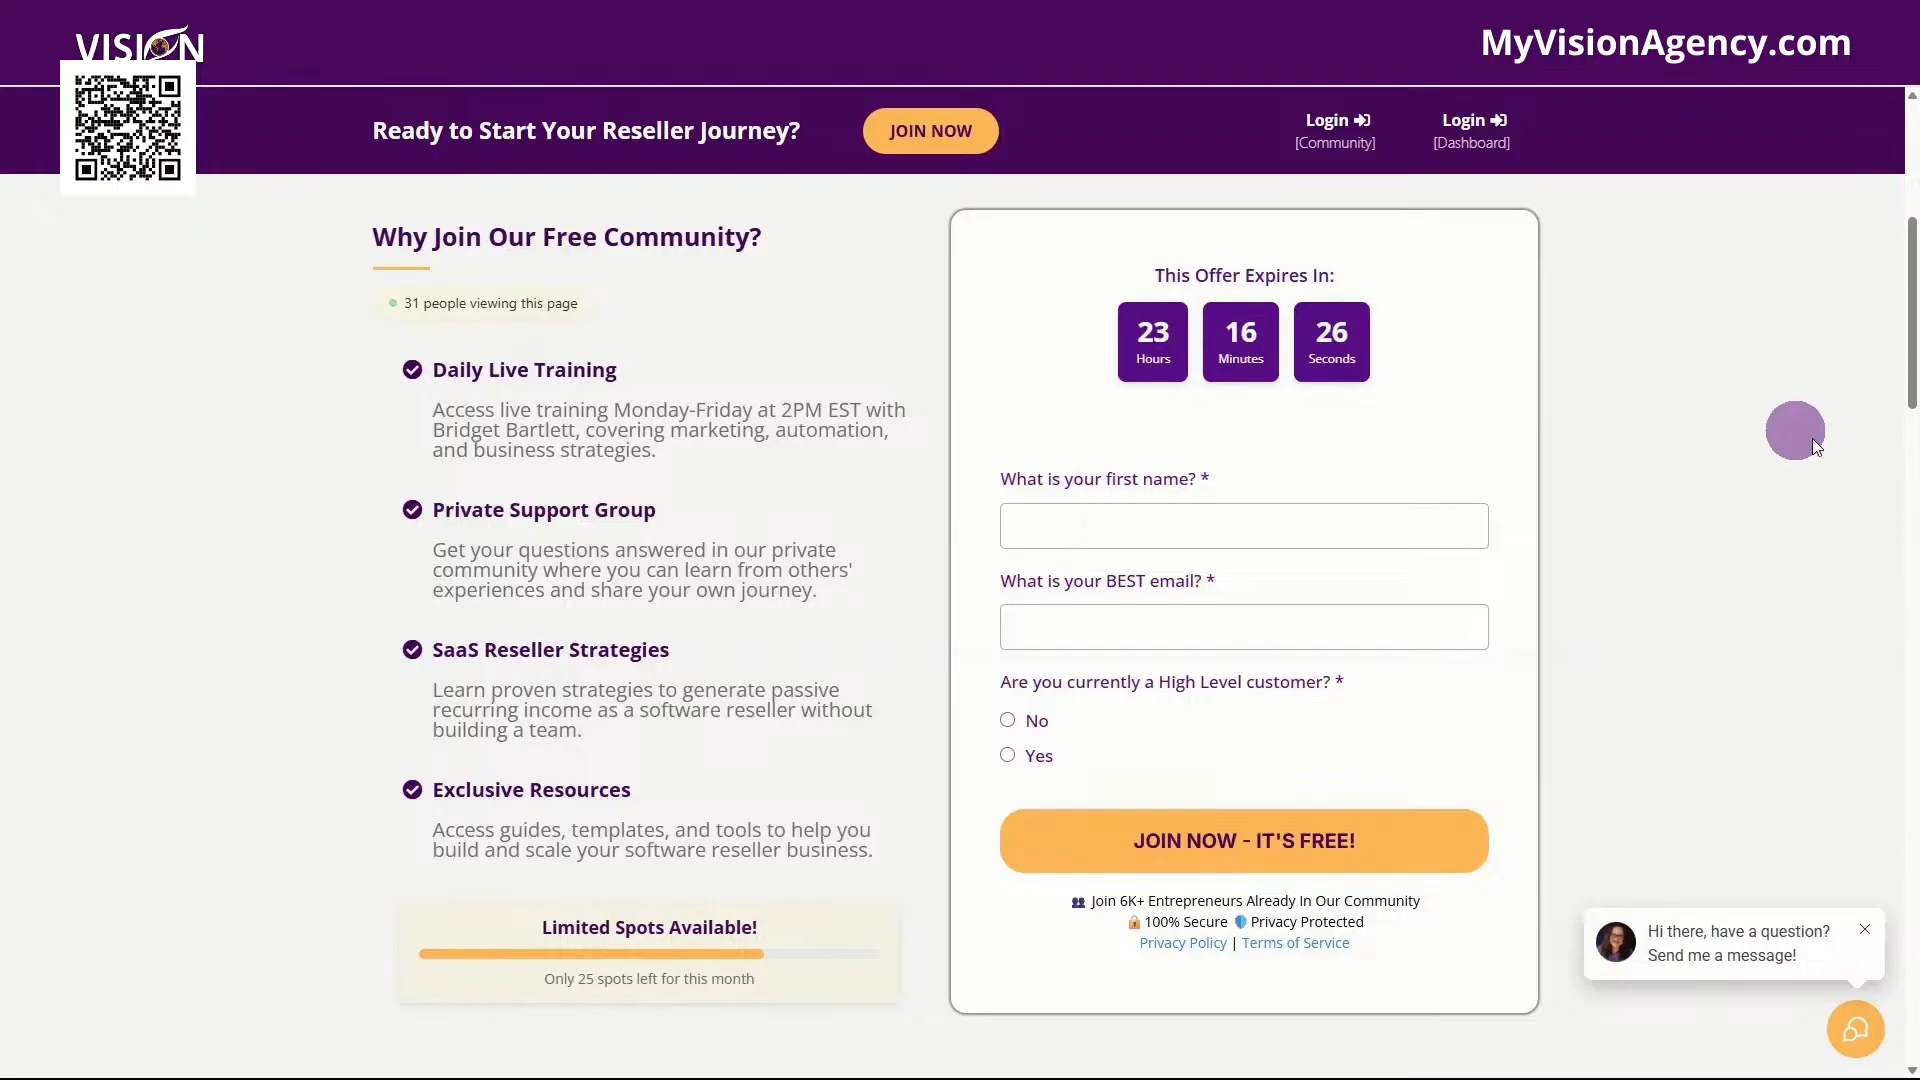 VISION
MyVisionAgency.com
Ready to Start Your Reseller Journey?
JOIN NOW
Login
[Community]
Login
[Dashboard]
Why Join Our Free Community?
31 people viewing this page
Daily Live Training
Access live training Monday-Friday at 2PM EST with
Bridget Bartlett, covering marketing, automation,
and business strategies.
Private Support Group
Get your questions answered in our private
community where you can learn from others'
experiences and share your own journey.
SaaS Reseller Strategies
Learn proven strategies to generate passive
recurring income as a software reseller without
building a team.
Exclusive Resources
Access guides, templates, and tools to help you
build and scale your software reseller business.
Limited Spots Available!
Only 25 spots left for this month
This Offer Expires In:
23 16 26
Hours Minutes Seconds
What is your first name? *
What is your BEST email? *
Are you currently a High Level customer? *
No
Yes
JOIN NOW - IT'S FREE!
Join 6K+ Entrepreneurs Already In Our Community
100% Secure Privacy Protected
Privacy Policy | Terms of Service
Hi there, have a question?
Send me a message!